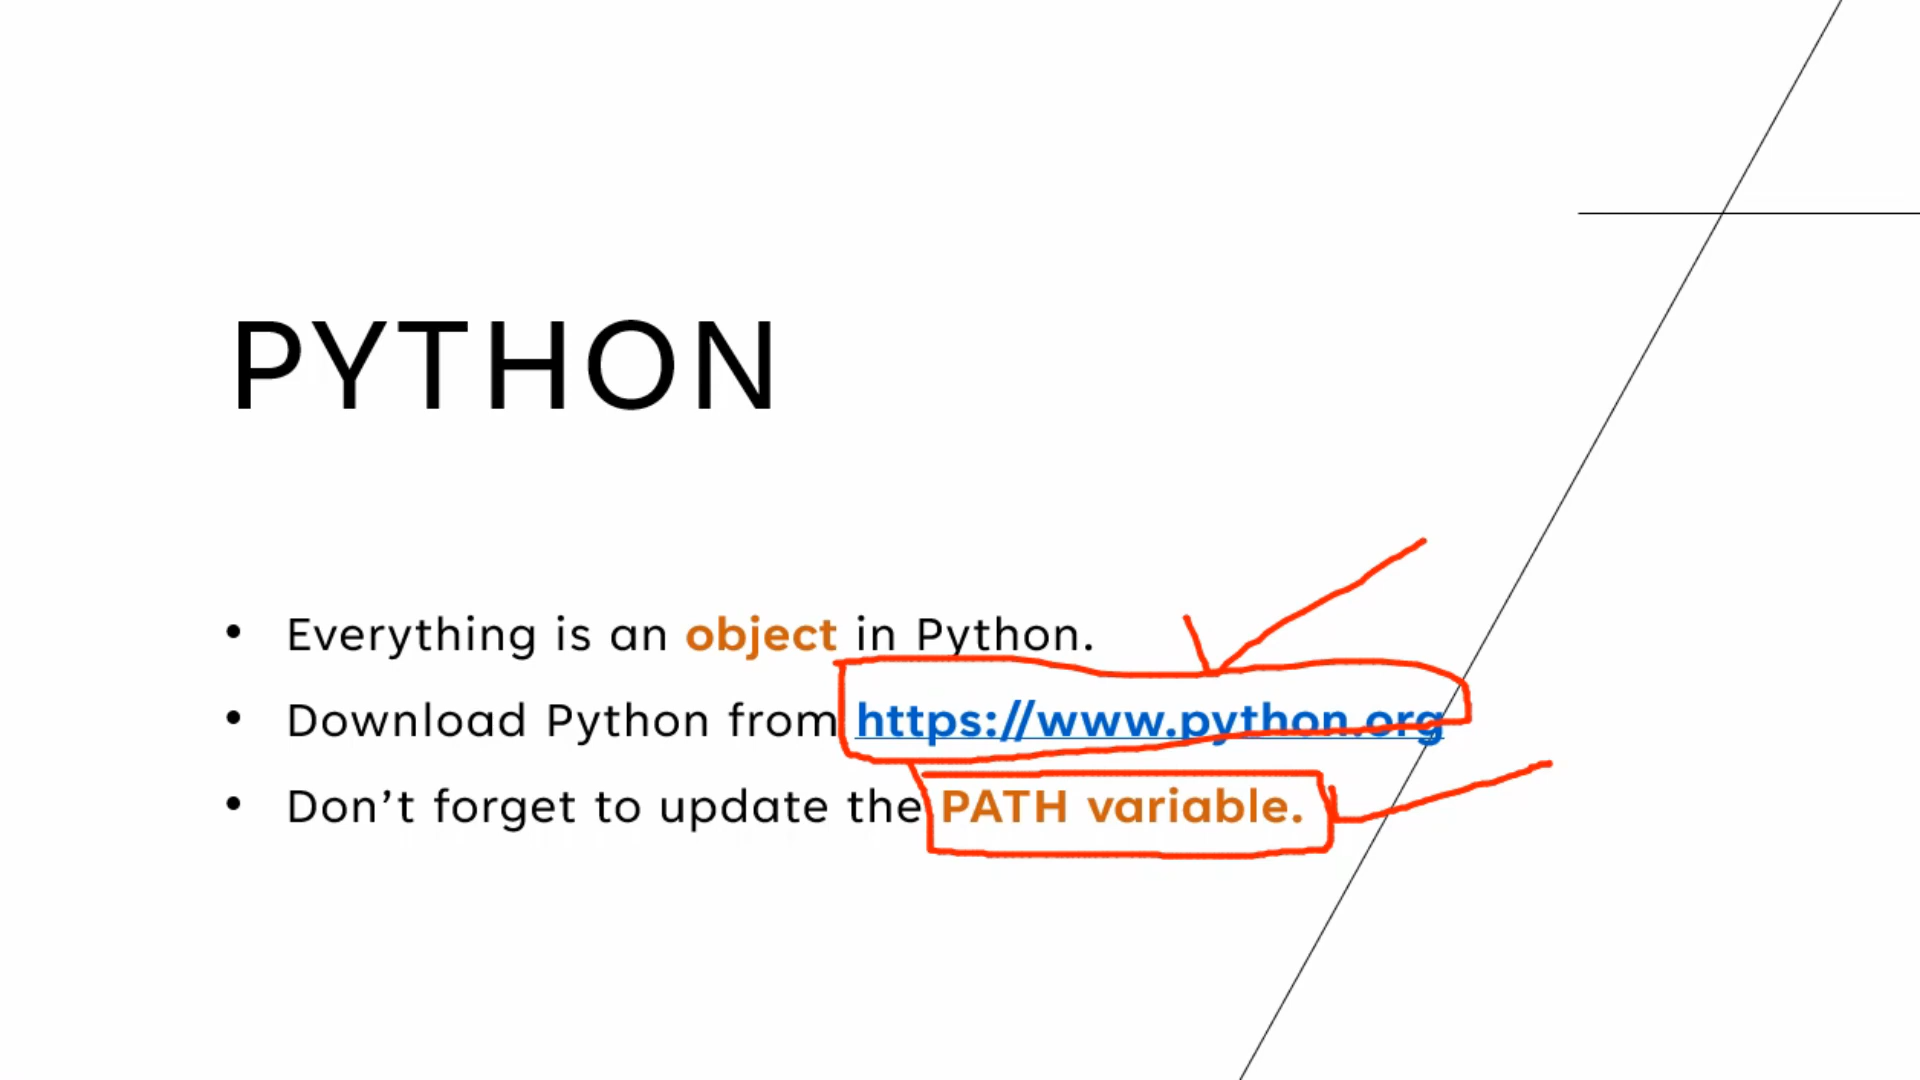 PYTHON
• Everything is an object in Python.
• Download Python from https://www.python.org
• Don’t forget to update the PATH variable.